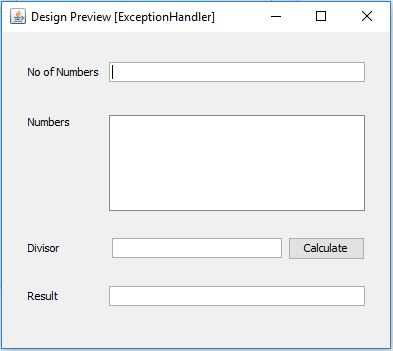 Design Preview [ExceptionHandler]
No of Numbers
Numbers
Divisor
Calculate
Result